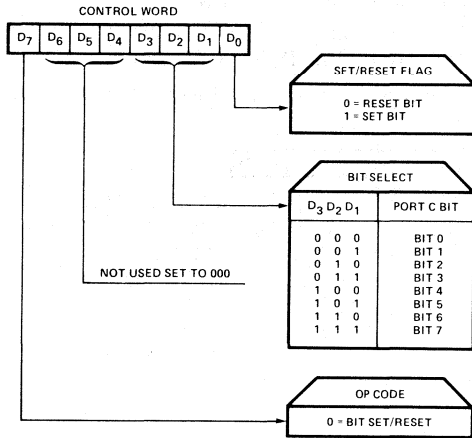 CONTROL WORD
D7 D6 D5 D4 D3 D2 D1 D0
SET/RESET FLAG
0 = RESET BIT
1 = SET BIT
BIT SELECT
D3 D2 D1 PORT C BIT
0 0 0 BIT 0
0 0 1 BIT 1
0 1 0 BIT 2
0 1 1 BIT 3
1 0 0 BIT 4
1 0 1 BIT 5
1 1 0 BIT 6
1 1 1 BIT 7
NOT USED SET TO 000
OP CODE
0 = BIT SET/RESET